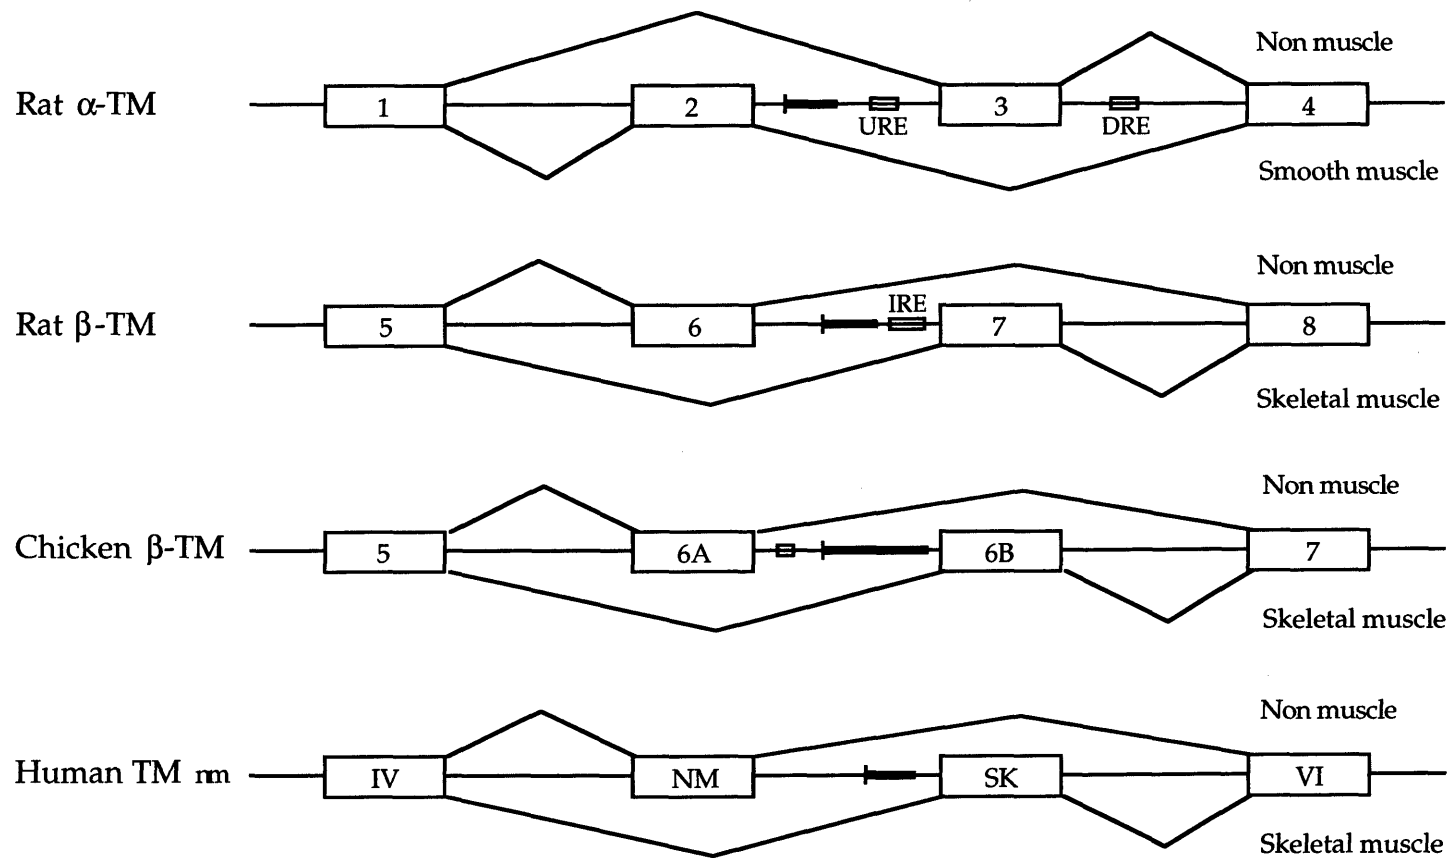 Non muscle
Rat α-TM 1 2 3 4
URE DRE
Smooth muscle
Non muscle
IRE
Rat β-TM 5 6 7 8
Skeletal muscle
Non muscle
Chicken β-TM 5 6A 6B 7
Skeletal muscle
Non muscle
Human TM nm IV NM SK VI
Skeletal muscle